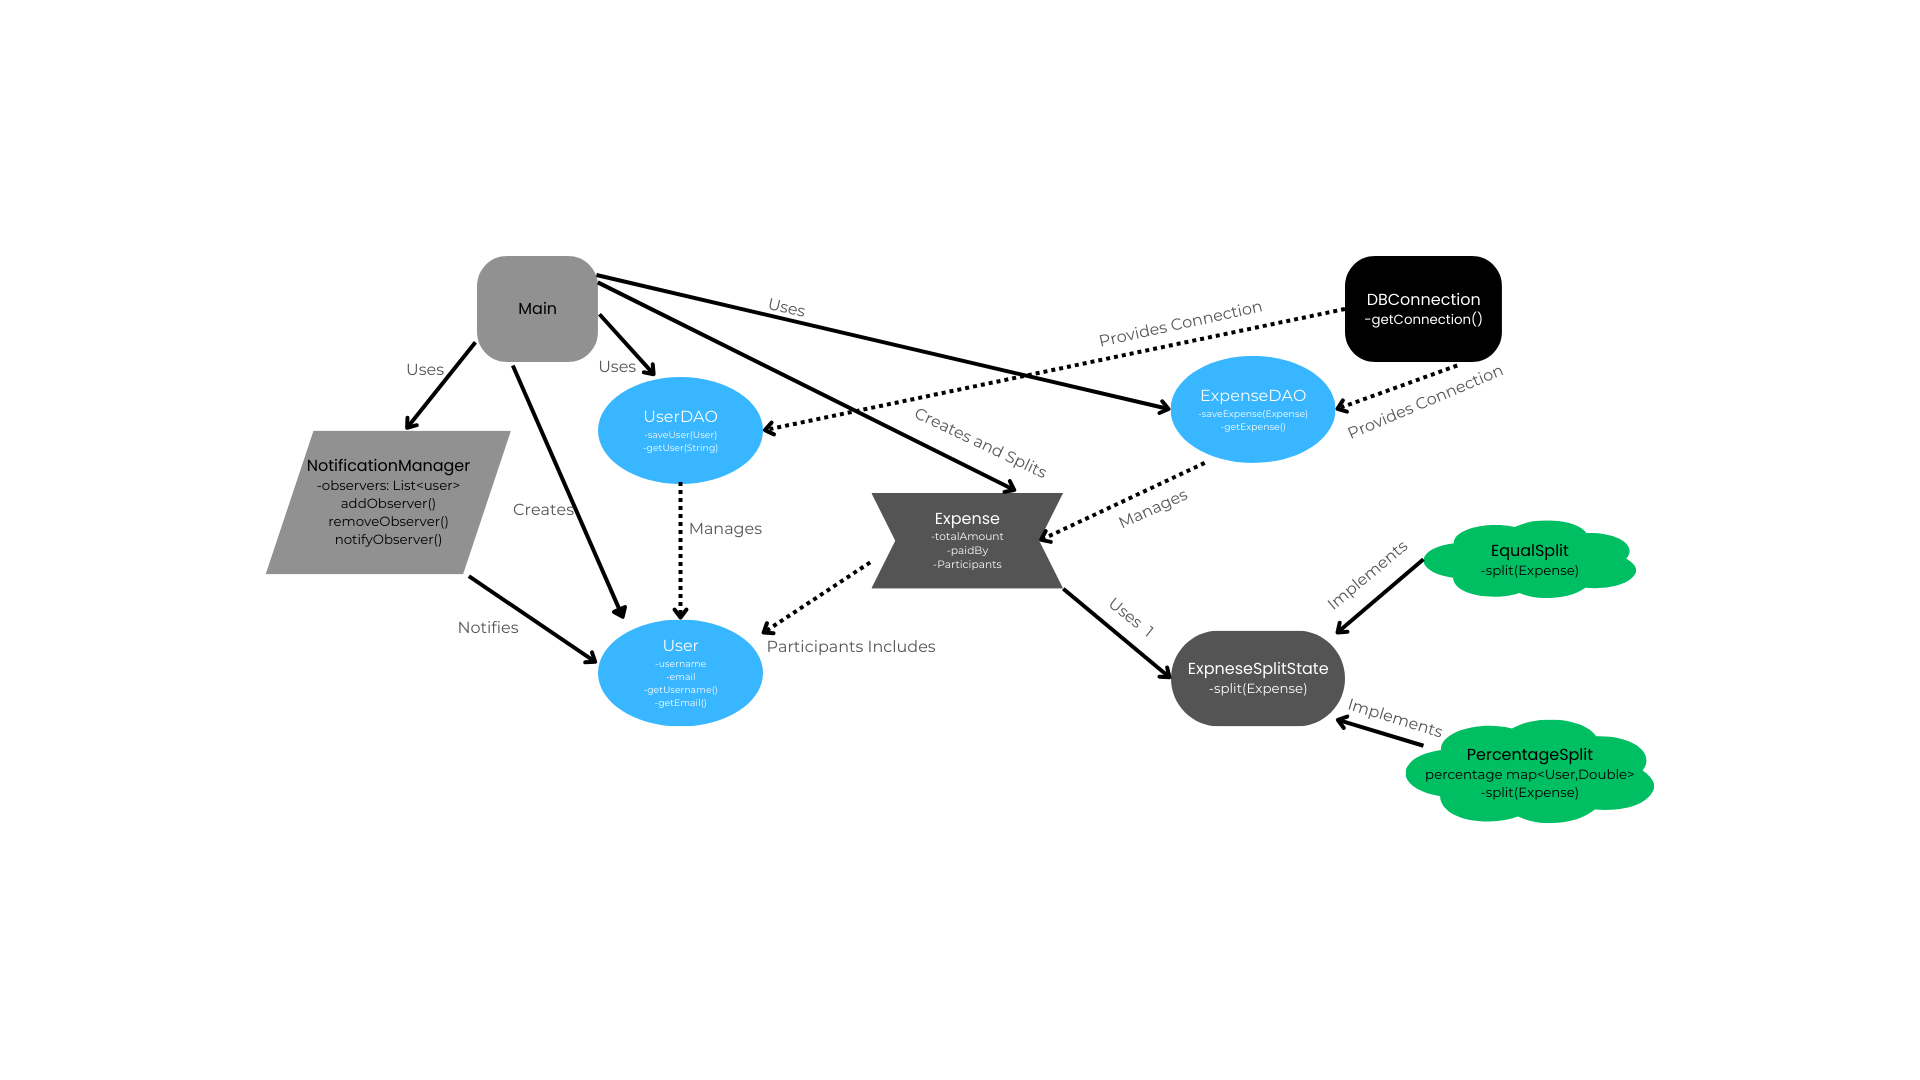 Main
DBConnection
-getConnection()
Uses
Provides Connection
Uses
Uses
Provides Connection
UserDAO
-saveUser(User)
-getUser(String)
ExpenseDAO
-saveExpense(Expense)
-getExpense()
Creates and Splits
NotificationManager
-observers: List<user>
addObserver()
removeObserver()
notifyObserver()
Creates
Manages
Manages
Expense
-totalAmount
-paidBy
-Participants
EqualSplit
-split(Expense)
Implements
Notifies
Participants Includes
Uses 1
User
-username
-email
-getUsername()
-getEmail()
ExpneseSplitState
-split(Expense)
Implements
PercentageSplit
percentage map<User,Double>
-split(Expense)